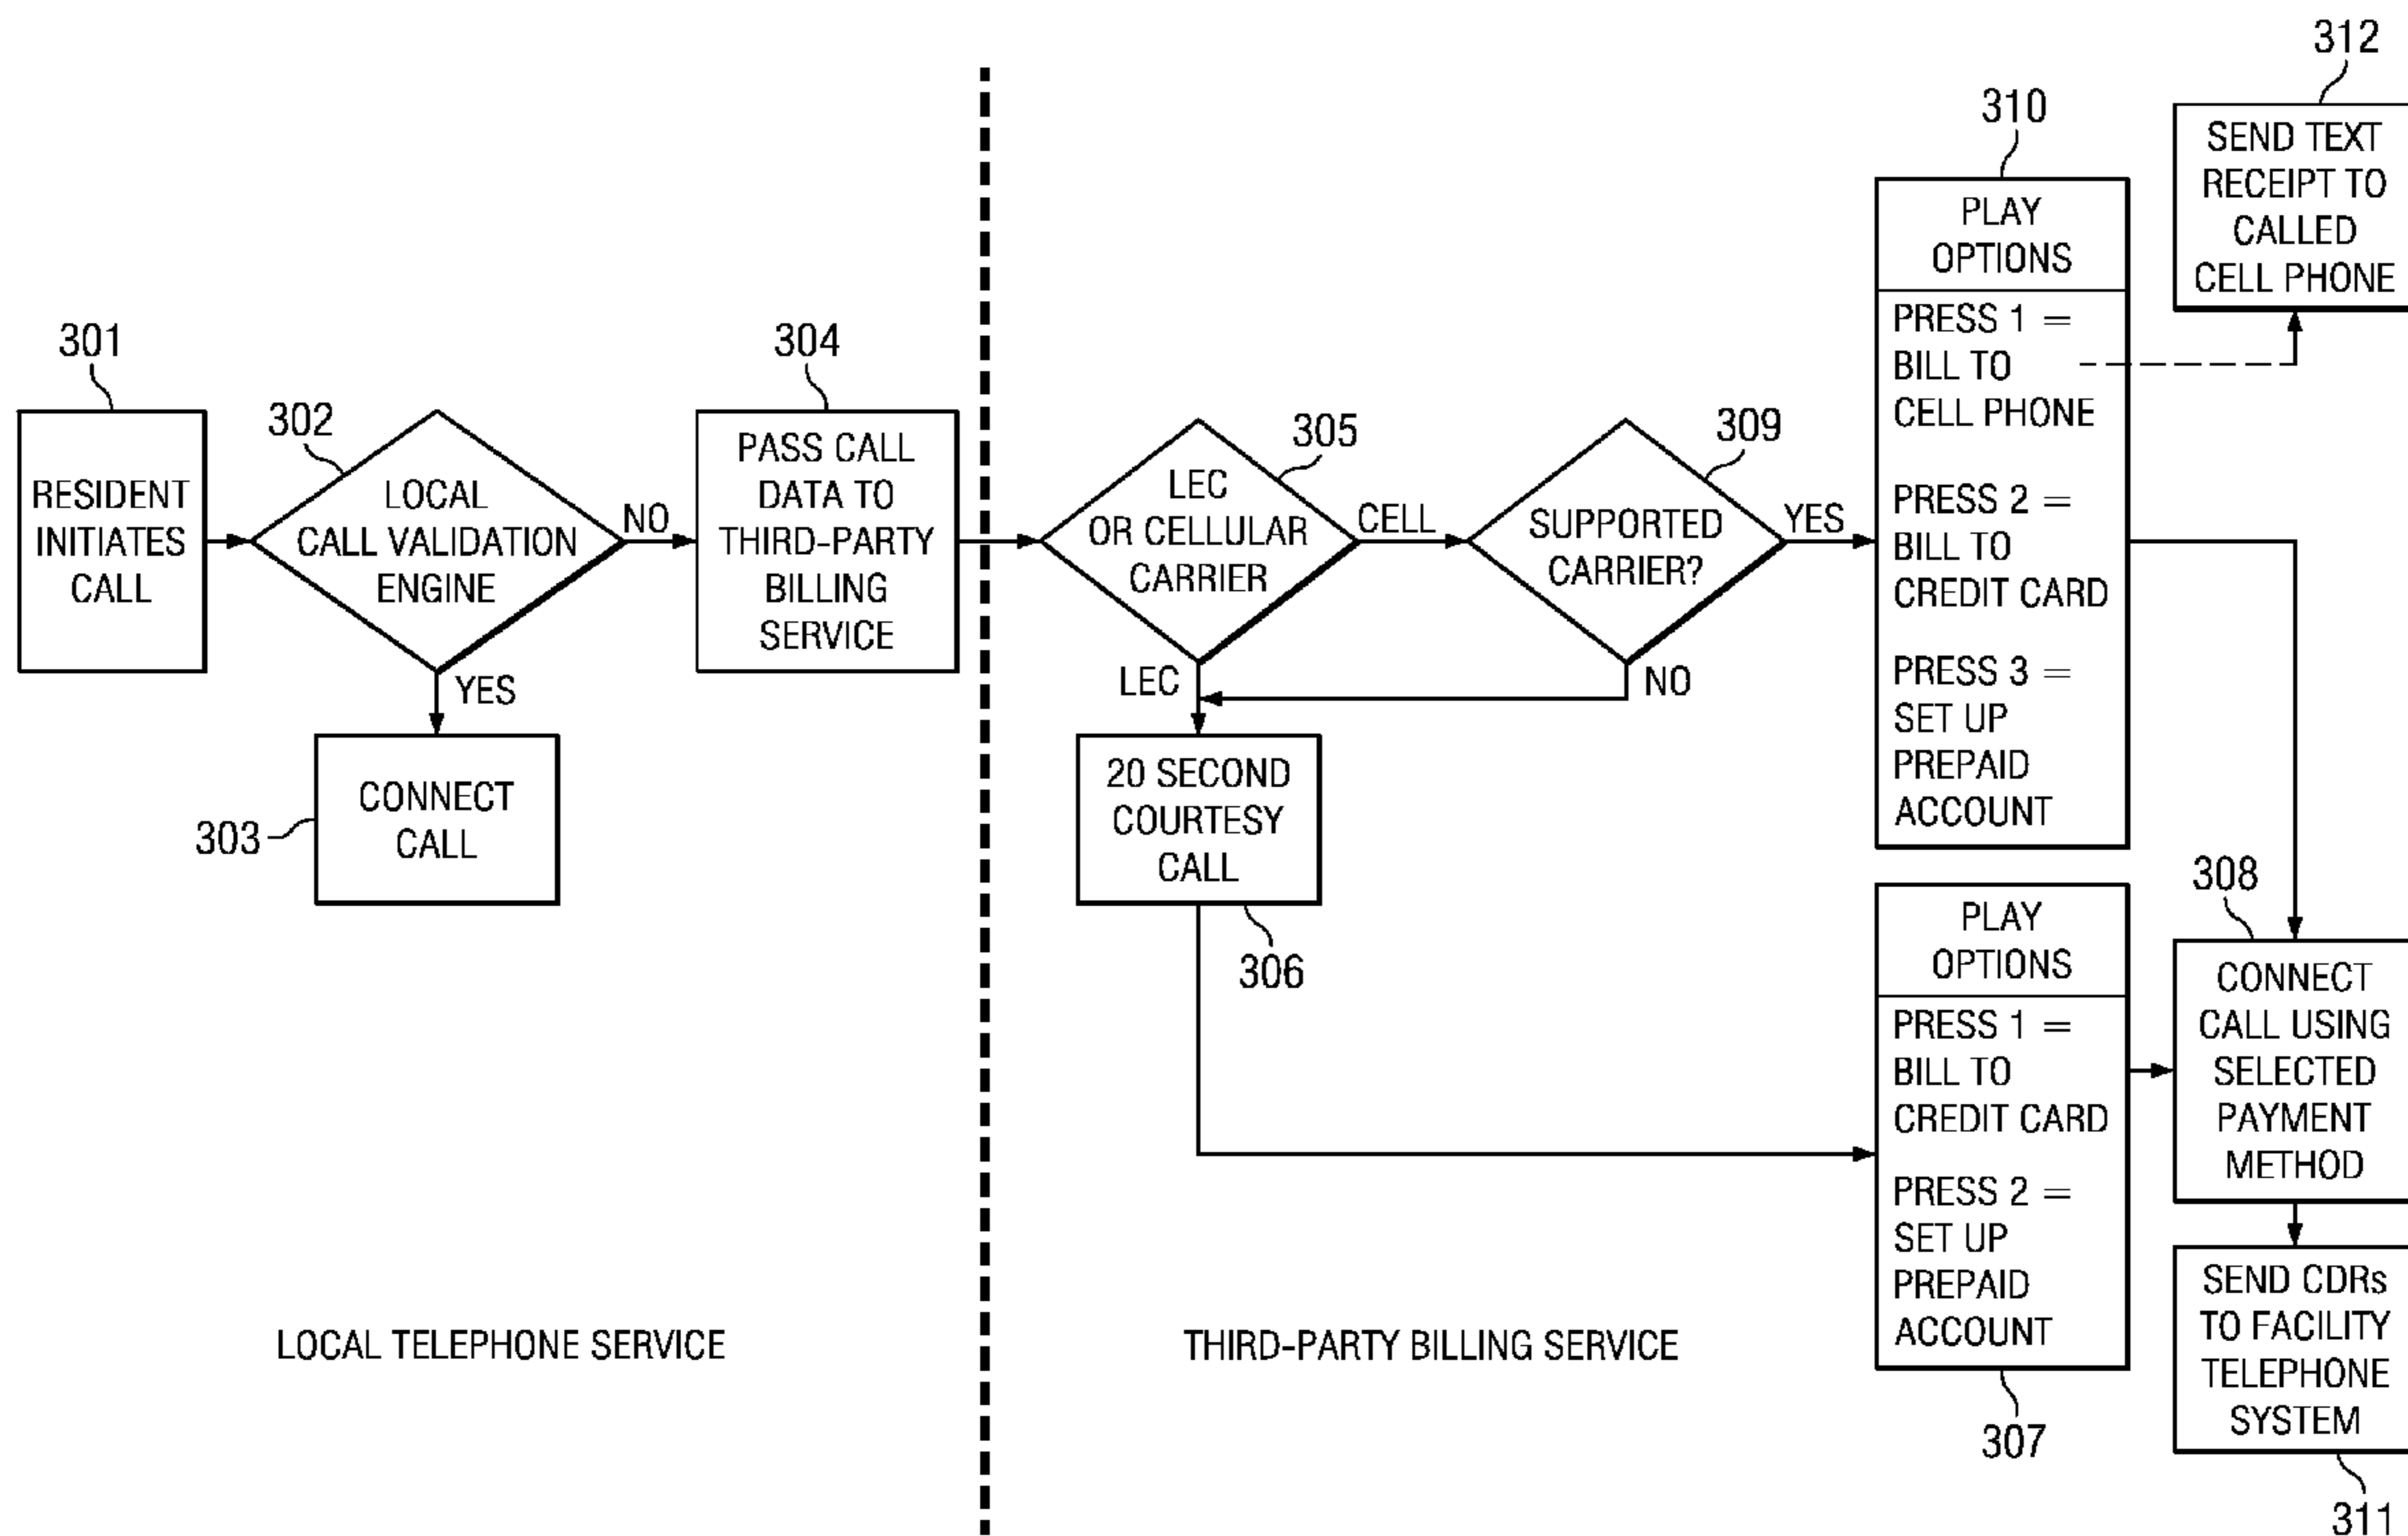 301
RESIDENT
INITIATES
CALL
302
LOCAL
CALL VALIDATION
ENGINE
NO
YES
303
CONNECT
CALL
304
PASS CALL
DATA TO
THIRD-PARTY
BILLING
SERVICE
LOCAL TELEPHONE SERVICE
305
LEC
OR CELLULAR
CARRIER
CELL
LEC
309
SUPPORTED
CARRIER?
YES
NO
20 SECOND
COURTESY
CALL
306
THIRD-PARTY BILLING SERVICE
310
PLAY
OPTIONS
PRESS 1 =
BILL TO
CELL PHONE
PRESS 2 =
BILL TO
CREDIT CARD
PRESS 3 =
SET UP
PREPAID
ACCOUNT
PLAY
OPTIONS
PRESS 1 =
BILL TO
CREDIT CARD
PRESS 2 =
SET UP
PREPAID
ACCOUNT
307
312
SEND TEXT
RECEIPT TO
CALLED
CELL PHONE
308
CONNECT
CALL USING
SELECTED
PAYMENT
METHOD
SEND CDRs
TO FACILITY
TELEPHONE
SYSTEM
311